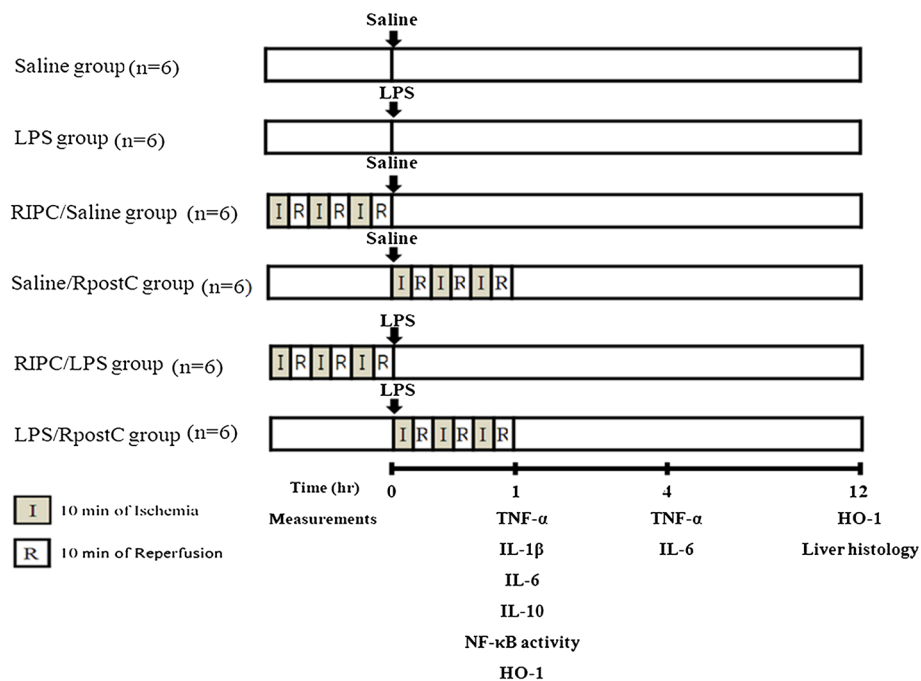 Saline
Saline group (n=6)
LPS
LPS group (n=6)
Saline
RIPC/Saline group (n=6)
I R I R I R
Saline
Saline/RpostC group (n=6)
I R I R I R
LPS
RIPC/LPS group (n=6)
I R I R I R
LPS
LPS/RpostC group (n=6)
I R I R I R
Time (hr) 0 1 4 12
Measurements TNF-α TNF-α HO-1
IL-1β IL-6 Liver histology
IL-6
IL-10
NF-κB activity
HO-1
I 10 min of Ischemia
R 10 min of Reperfusion